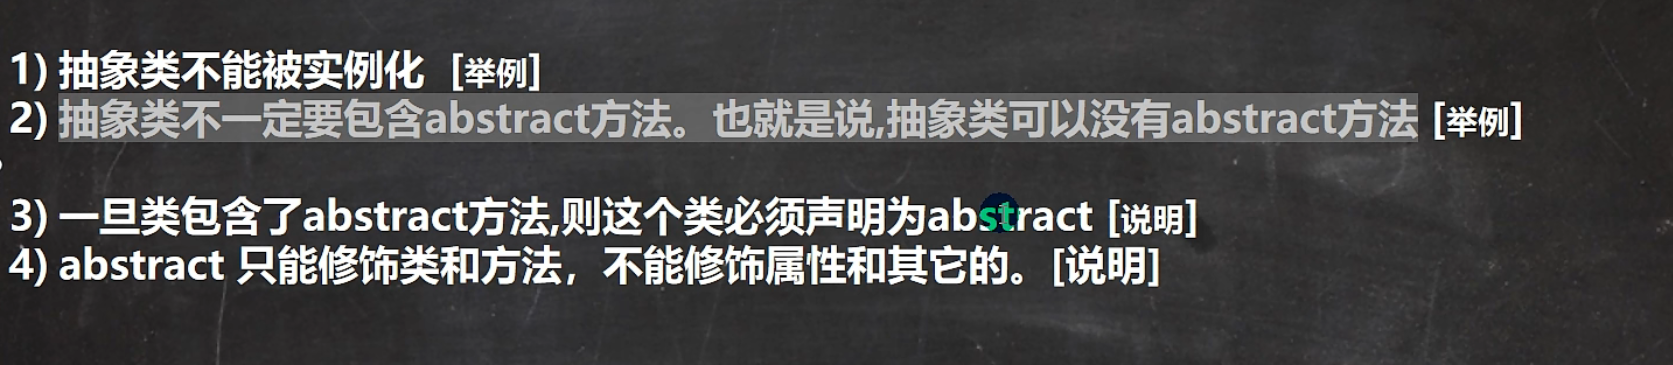 1) 抽象类不能被实例化 [举例]
2) 抽象类不一定要包含abstract方法。也就是说,抽象类可以没有abstract方法 [举例]
3) 一旦类包含了abstract方法,则这个类必须声明为abstract [说明]
4) abstract 只能修饰类和方法，不能修饰属性和其它的。[说明]